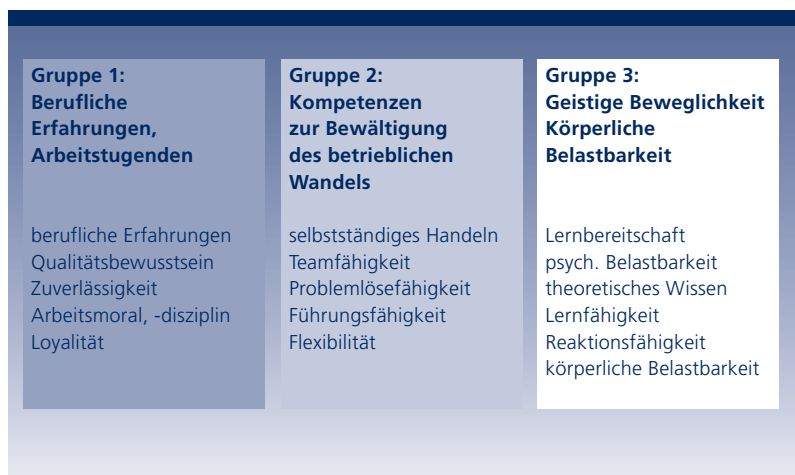 Gruppe 1:
Berufliche
Erfahrungen,
Arbeitstugenden
berufliche Erfahrungen
Qualitätsbewusstsein
Zuverlässigkeit
Arbeitsmoral, -disziplin
Loyalität
Gruppe 2:
Kompetenzen
zur Bewältigung
des betrieblichen
Wandels
selbstständiges Handeln
Teamfähigkeit
Problemlösefähigkeit
Führungsfähigkeit
Flexibilität
Gruppe 3:
Geistige Beweglichkeit
Körperliche
Belastbarkeit
Lernbereitschaft
psych. Belastbarkeit
theoretisches Wissen
Lernfähigkeit
Reaktionsfähigkeit
körperliche Belastbarkeit